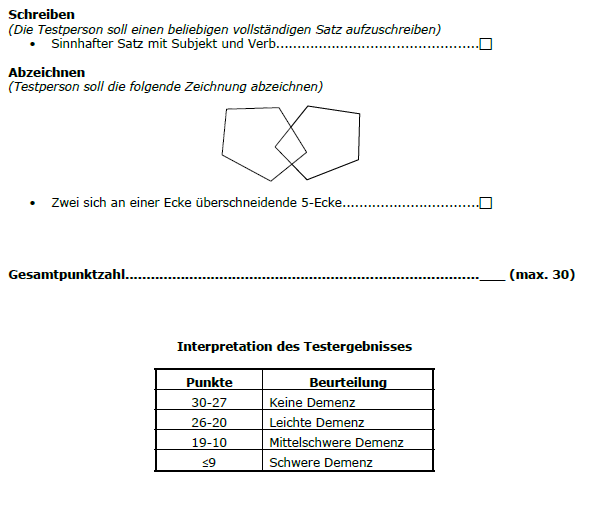 Schreiben
(Die Testperson soll einen beliebigen vollständigen Satz aufzuschreiben)
• Sinnhafter Satz mit Subjekt und Verb................................................□
Abzeichnen
(Testperson soll die folgende Zeichnung abzeichnen)
• Zwei sich an einer Ecke überschneidende 5-Ecke................................□
Gesamtpunktzahl...................................................................................___ (max. 30)
Interpretation des Testergebnisses
Punkte Beurteilung
30-27 Keine Demenz
26-20 Leichte Demenz
19-10 Mittelschwere Demenz
≤9 Schwere Demenz